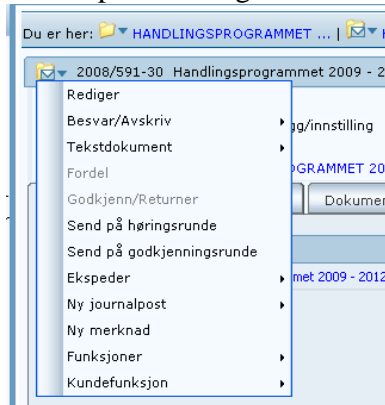 Du er her: HANDLINGSPROGRAMMET ... |
2008/591-30 Handlingsprogrammet 2009 - 2
Rediger
Besvar/Avskriv
gg/innstilling
Tekstdokument
Fordel
OGRAMMET 20
Godkjenn/Returner
Dokumen
Send på høringsrunde
Send på godkjenningsrunde
Ekspeder
met 2009 - 2012
Ny journalpost
Ny merknad
Funksjoner
Kundefunksjon